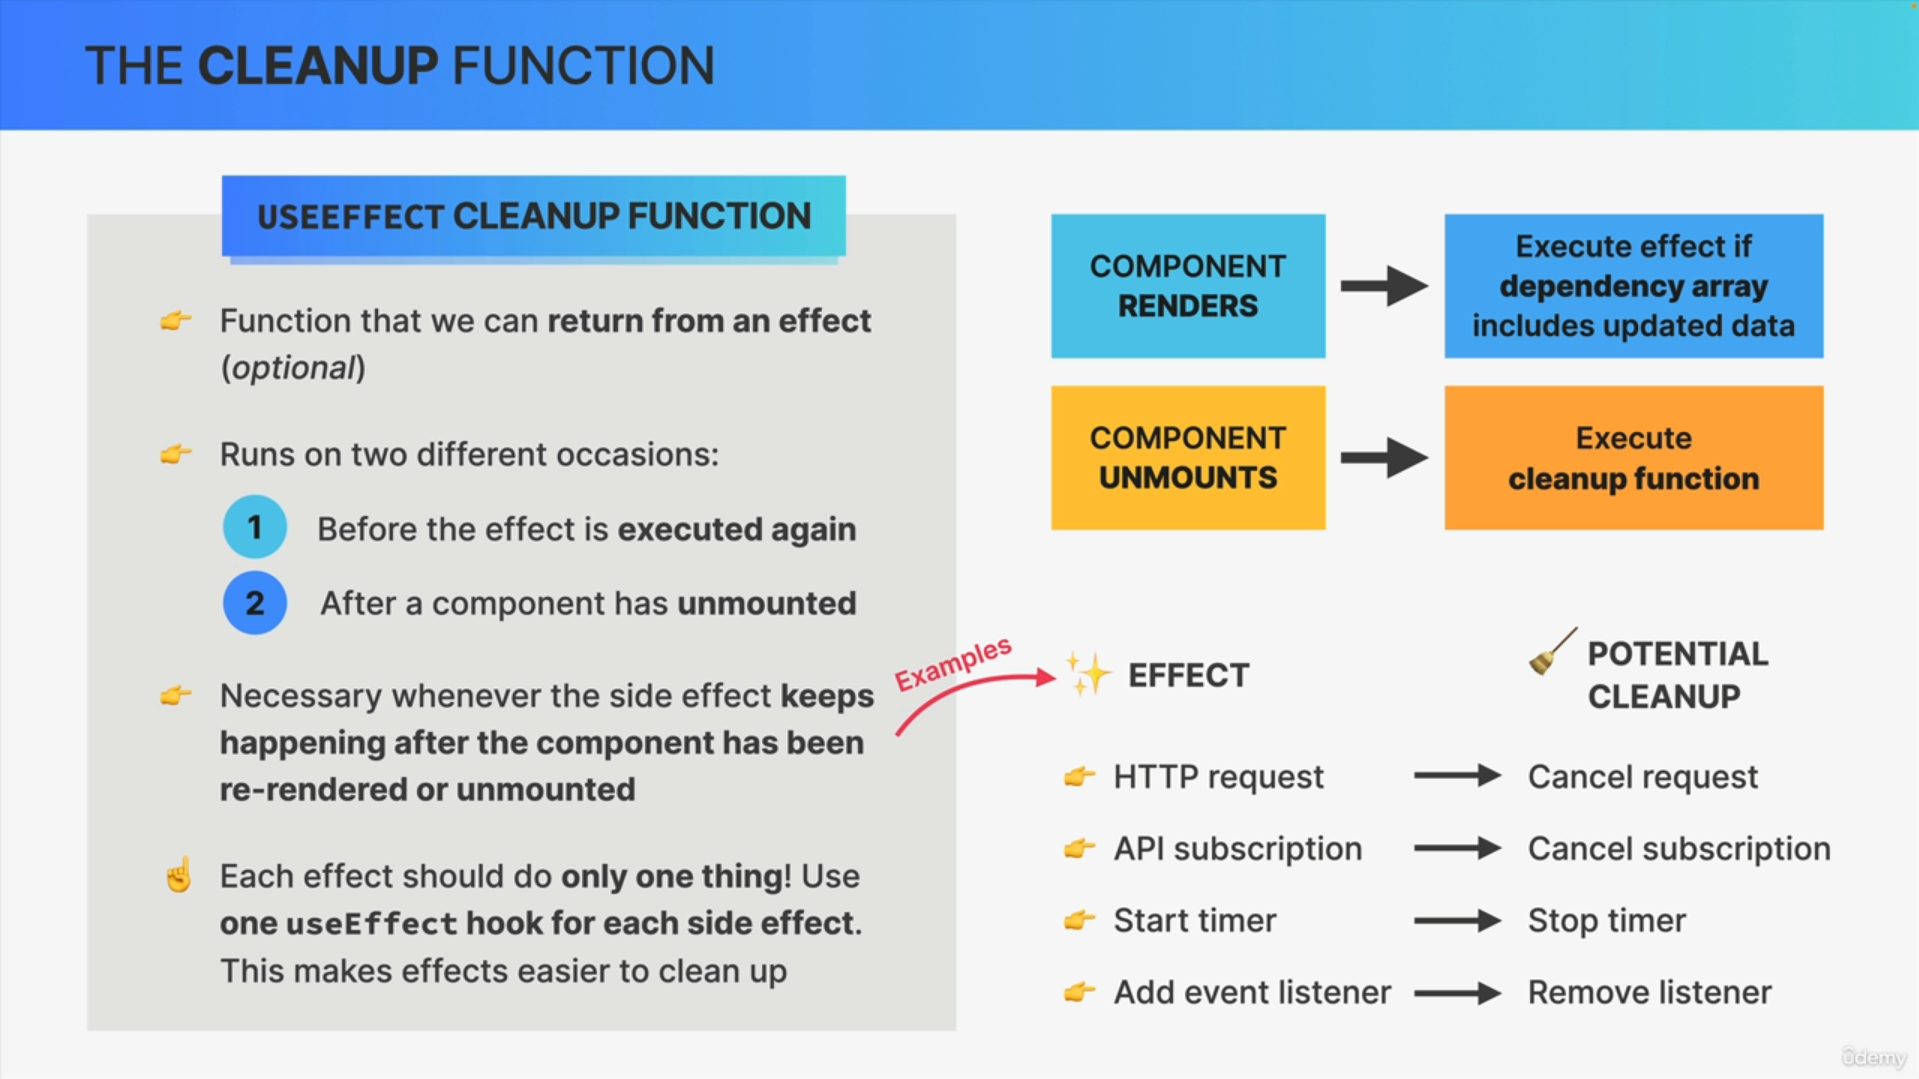 THE CLEANUP FUNCTION
USEEFFECT CLEANUP FUNCTION
Function that we can return from an effect
(optional)
Runs on two different occasions:
1 Before the effect is executed again
2 After a component has unmounted
Necessary whenever the side effect keeps
happening after the component has been
re-rendered or unmounted
Each effect should do only one thing! Use
one useEffect hook for each side effect.
This makes effects easier to clean up
COMPONENT
RENDERS
Execute effect if
dependency array
includes updated data
COMPONENT
UNMOUNTS
Execute
cleanup function
Examples
EFFECT
POTENTIAL
CLEANUP
HTTP request
Cancel request
API subscription
Cancel subscription
Start timer
Stop timer
Add event listener
Remove listener
ûdemy